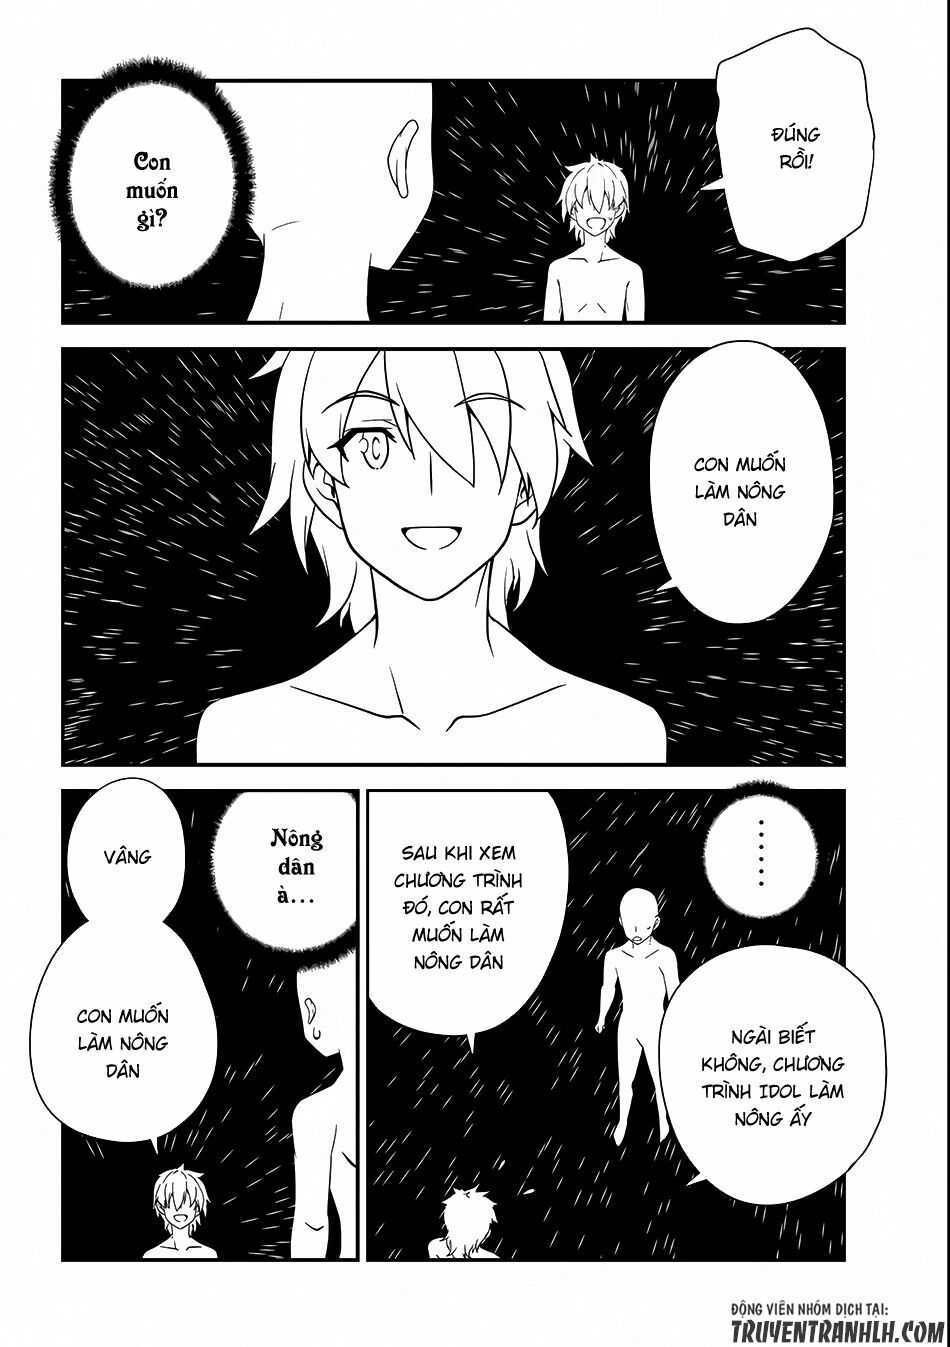 ĐÚNG
RỒI!
Con
muốn
gì?
CON MUỐN
LÀM NÔNG
DÂN
......
NGÀI BIẾT
KHÔNG, CHƯƠNG
TRÌNH IDOL LÀM
NÔNG ẤY
SAU KHI XEM
CHƯƠNG TRÌNH
ĐÓ, CON RẤT
MUỐN LÀM
NÔNG DÂN
Nông
dân
à...
VÂNG
CON MUỐN
LÀM NÔNG
DÂN
ĐỘNG VIÊN NHÓM DỊCH TẠI:
TRUYENTRANHLH.COM